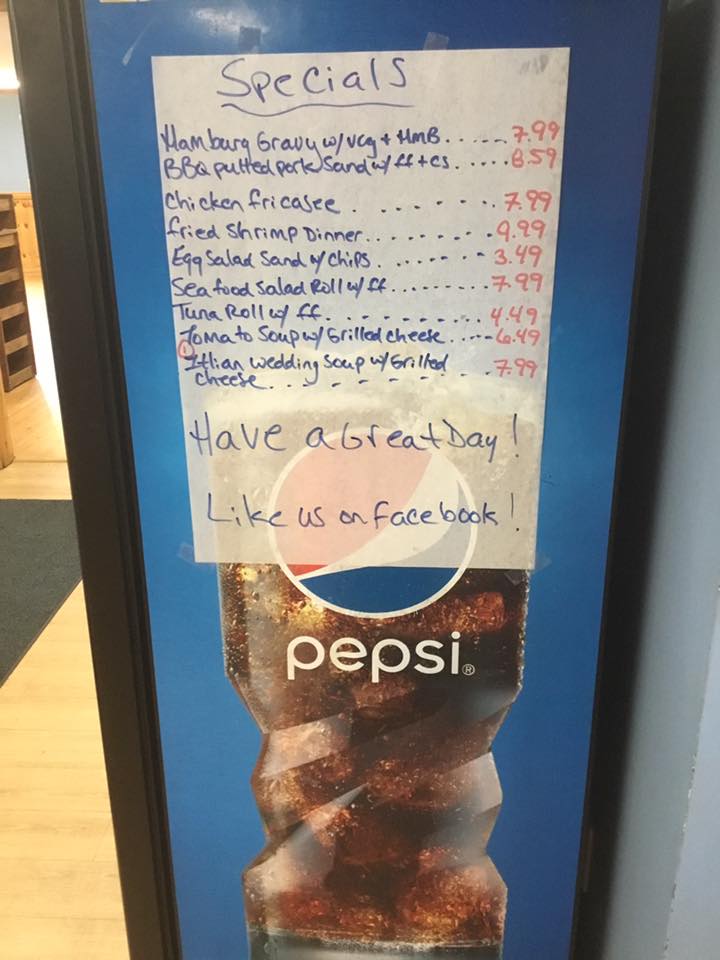 Specials
Hamburg Gravy w/veg + HmB......7.99
BBQ pulled pork Sand w/ ff + cs.....8.59
Chicken fricasee.........7.99
fried Shrimp Dinner.........9.99
Egg Salad Sand w/ Chips.........3.49
Sea food Salad Roll w/ ff.........7.99
Tuna Roll w/ ff...........4.49
Tomato Soup w/ Grilled Cheese.....6.49
Itlian wedding Soup w/ Grilled
cheese...........7.99
Have a Great Day!
Like us on facebook!
pepsi®